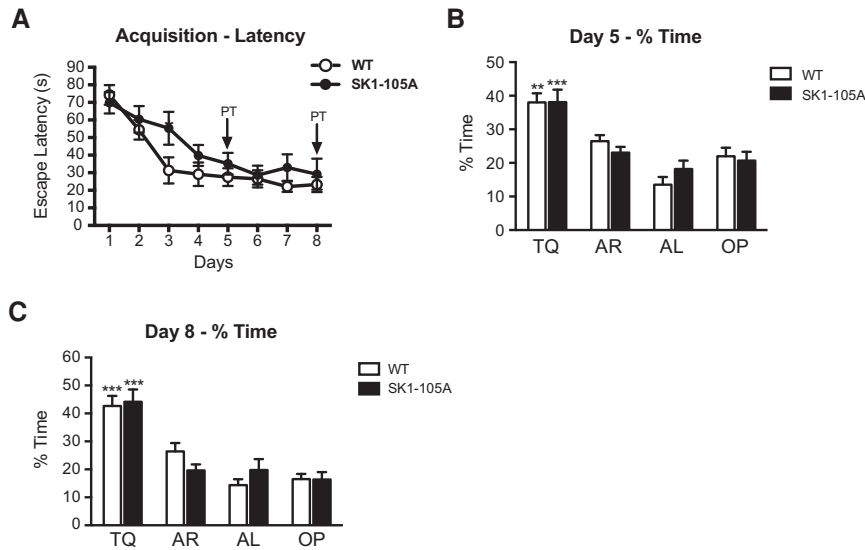 A
Acquisition - Latency
WT
SK1-105A
Escape Latency (s)
90
80
70
60
50
40
30
20
10
0
PT
PT
1 2 3 4 5 6 7 8
Days
B
Day 5 - % Time
WT
SK1-105A
% Time
50
40
30
20
10
0
** ***
TQ AR AL OP
C
Day 8 - % Time
WT
SK1-105A
% Time
60
50
40
30
20
10
0
*** ***
TQ AR AL OP